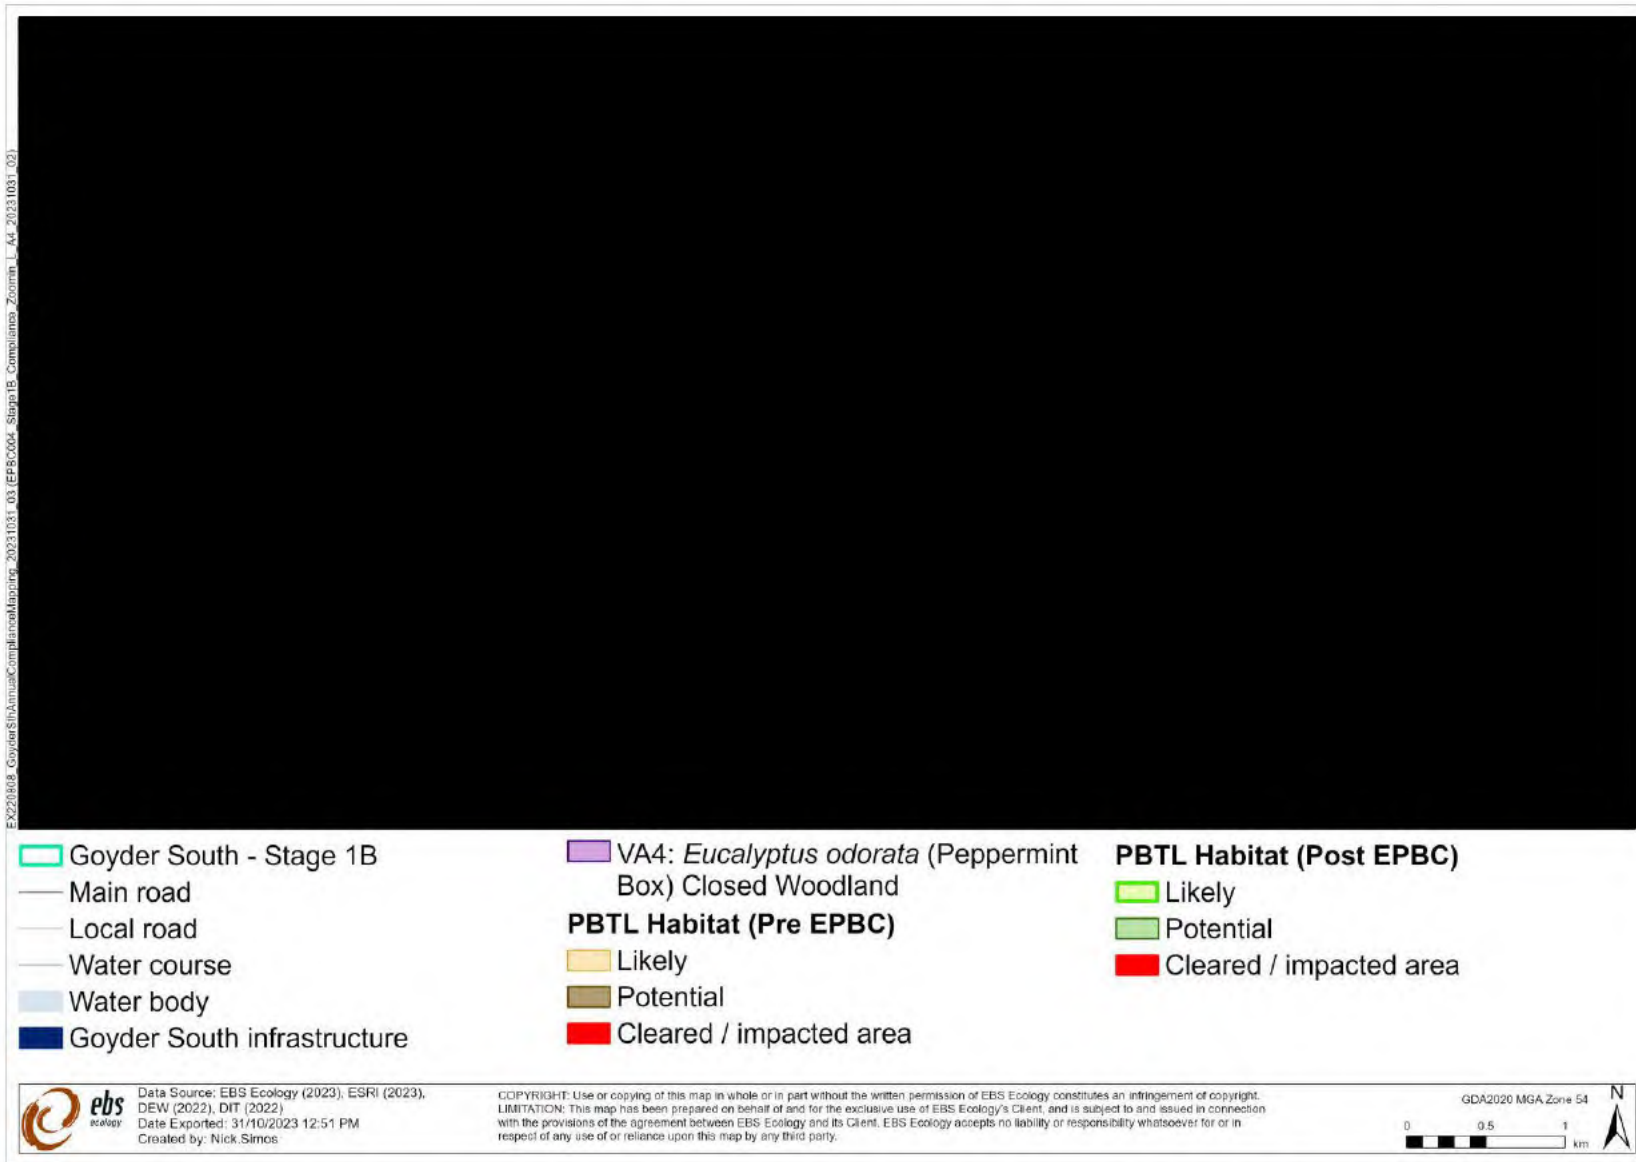 EX220808_GoyderSthAnnualComplianceMapping_20231031_03 (EPBC004_Stage1B_Compliance_Zoomin_L_A4_20231031_02)
Goyder South - Stage 1B
Main road
Local road
Water course
Water body
Goyder South infrastructure
VA4: Eucalyptus odorata (Peppermint
Box) Closed Woodland
PBTL Habitat (Pre EPBC)
Likely
Potential
Cleared / impacted area
PBTL Habitat (Post EPBC)
Likely
Potential
Cleared / impacted area
ebs
ecology
Data Source: EBS Ecology (2023), ESRI (2023),
DEW (2022), DIT (2022)
Date Exported: 31/10/2023 12:51 PM
Created by: Nick.Simos
COPYRIGHT: Use or copying of this map in whole or in part without the written permission of EBS Ecology constitutes an infringement of copyright.
LIMITATION: This map has been prepared on behalf of and for the exclusive use of EBS Ecology's Client, and is subject to and issued in connection
with the provisions of the agreement between EBS Ecology and its Client. EBS Ecology accepts no liability or responsibility whatsoever for or in
respect of any use of or reliance upon this map by any third party.
GDA2020 MGA Zone 54
N
0 0.5 1
km